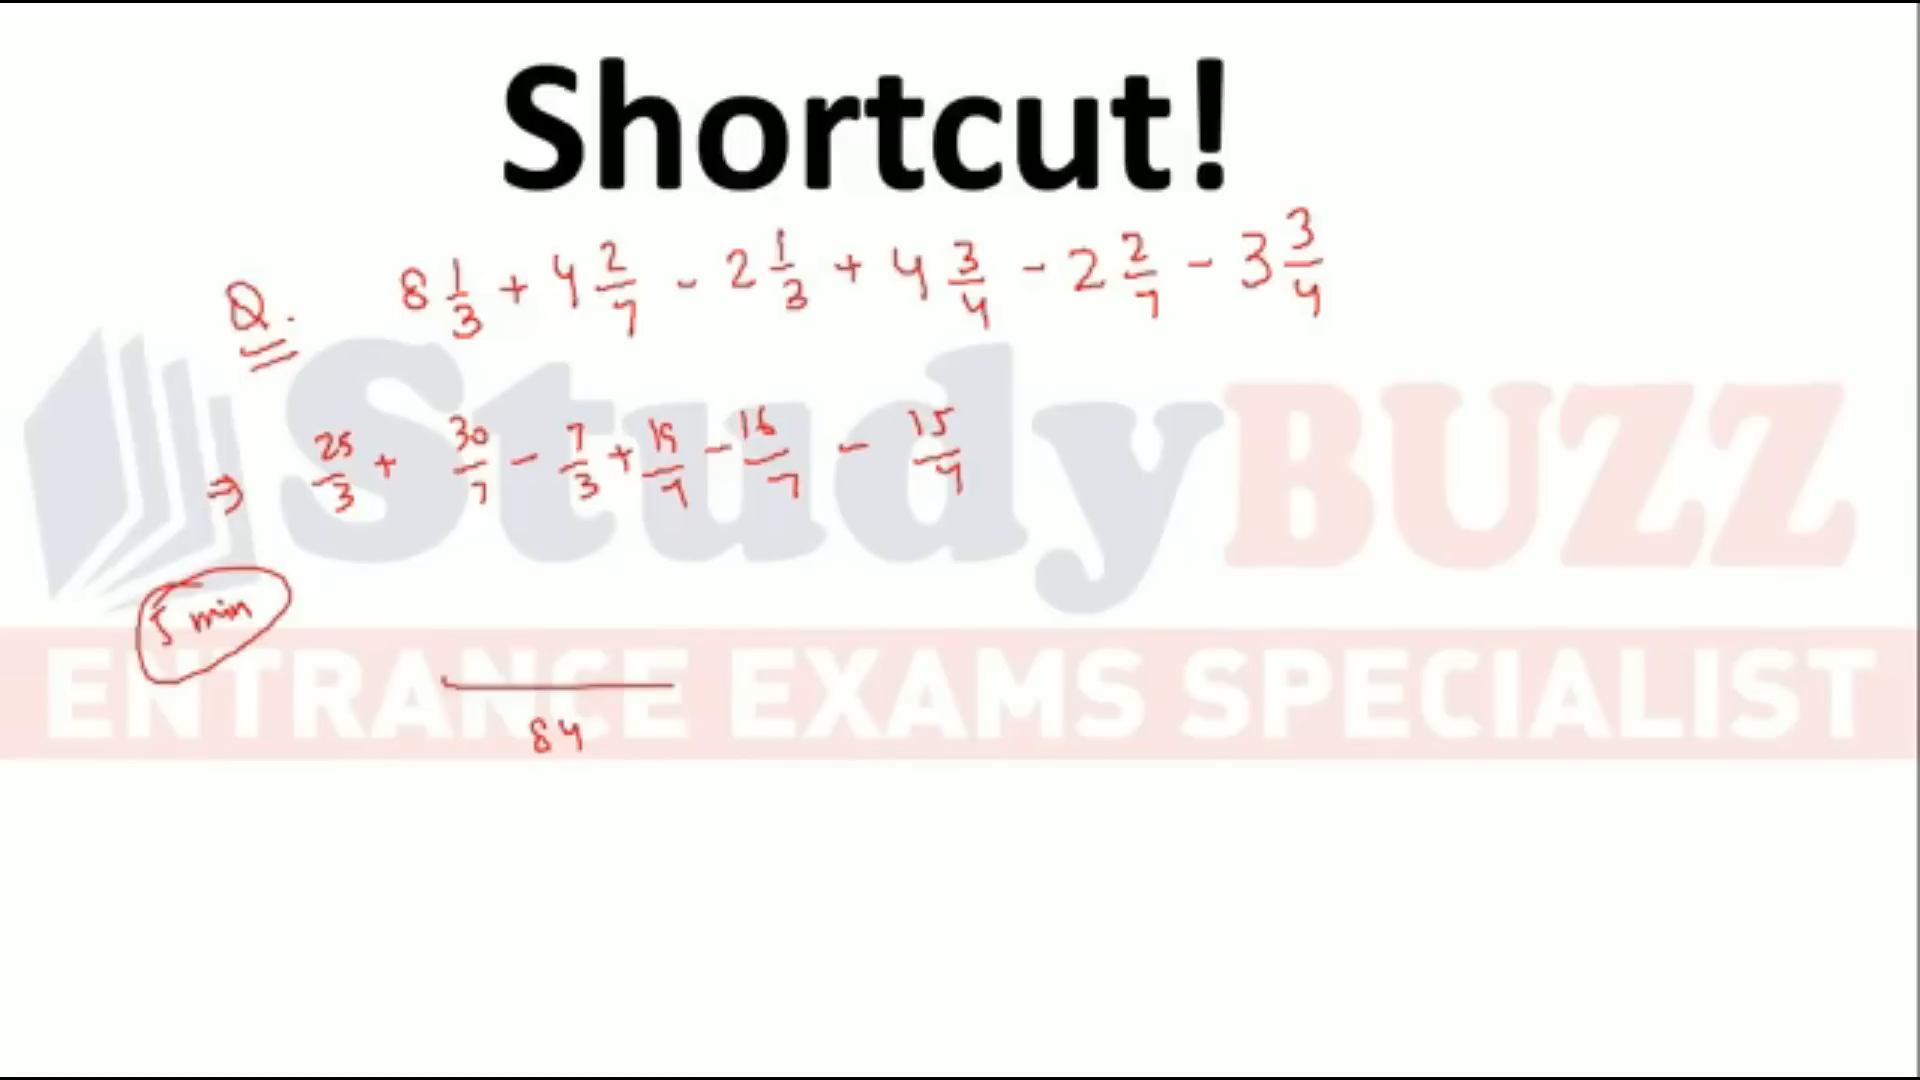 Shortcut!
Q. 8 1/3 + 4 2/7 - 2 1/3 + 4 3/4 - 2 2/7 - 3 3/4
⇒ 25/3 + 30/7 - 7/3 + 19/4 - 16/7 - 15/4
StudyBUZZ
5 min
ENTRANCE EXAMS SPECIALIST
84